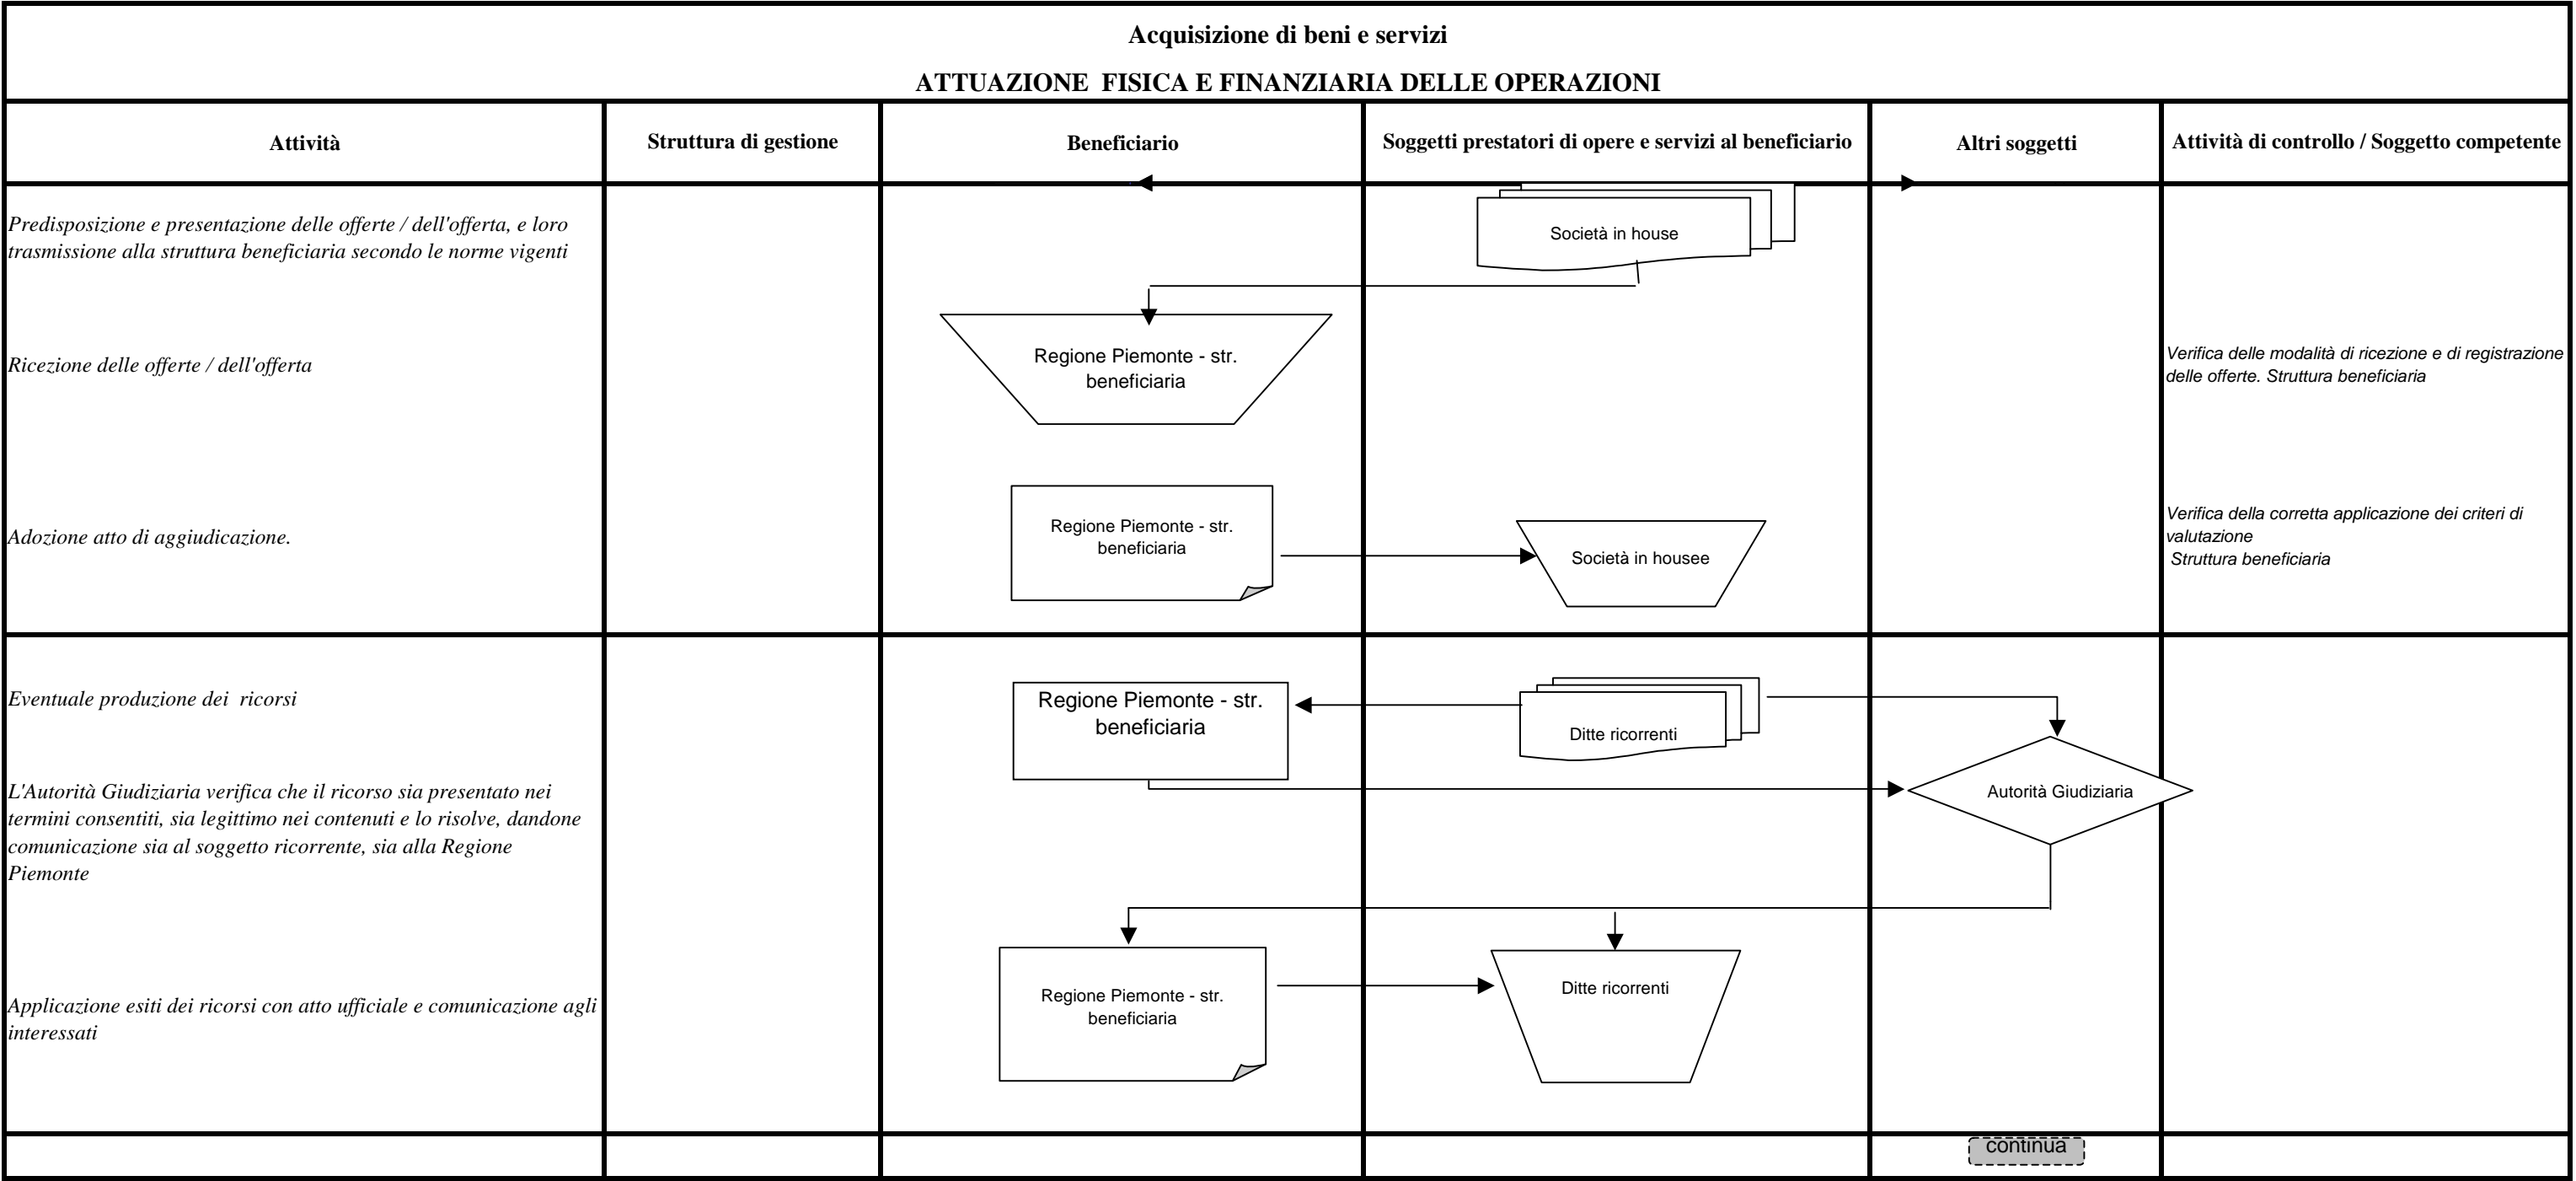 Acquisizione di beni e servizi
ATTUAZIONE FISICA E FINANZIARIA DELLE OPERAZIONI
Attività
Struttura di gestione
Beneficiario
Soggetti prestatori di opere e servizi al beneficiario
Altri soggetti
Attività di controllo / Soggetto competente
Predisposizione e presentazione delle offerte / dell'offerta, e loro
trasmissione alla struttura beneficiaria secondo le norme vigenti
Società in house
Ricezione delle offerte / dell'offerta
Regione Piemonte - str.
beneficiaria
Verifica delle modalità di ricezione e di registrazione
delle offerte. Struttura beneficiaria
Adozione atto di aggiudicazione.
Regione Piemonte - str.
beneficiaria
Società in housee
Verifica della corretta applicazione dei criteri di
valutazione
Struttura beneficiaria
Eventuale produzione dei ricorsi
Regione Piemonte - str.
beneficiaria
Ditte ricorrenti
L'Autorità Giudiziaria verifica che il ricorso sia presentato nei
termini consentiti, sia legittimo nei contenuti e lo risolve, dandone
comunicazione sia al soggetto ricorrente, sia alla Regione
Piemonte
Autorità Giudiziaria
Applicazione esiti dei ricorsi con atto ufficiale e comunicazione agli
interessati
Regione Piemonte - str.
beneficiaria
Ditte ricorrenti
continua